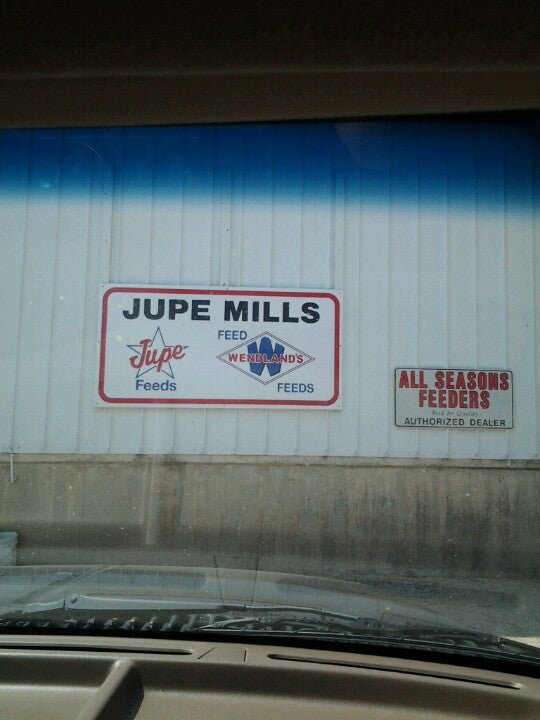 JUPE MILLS
Jupe
Feeds
FEED
WENDLAND'S
FEEDS
ALL SEASONS
FEEDERS
AUTHORIZED DEALER